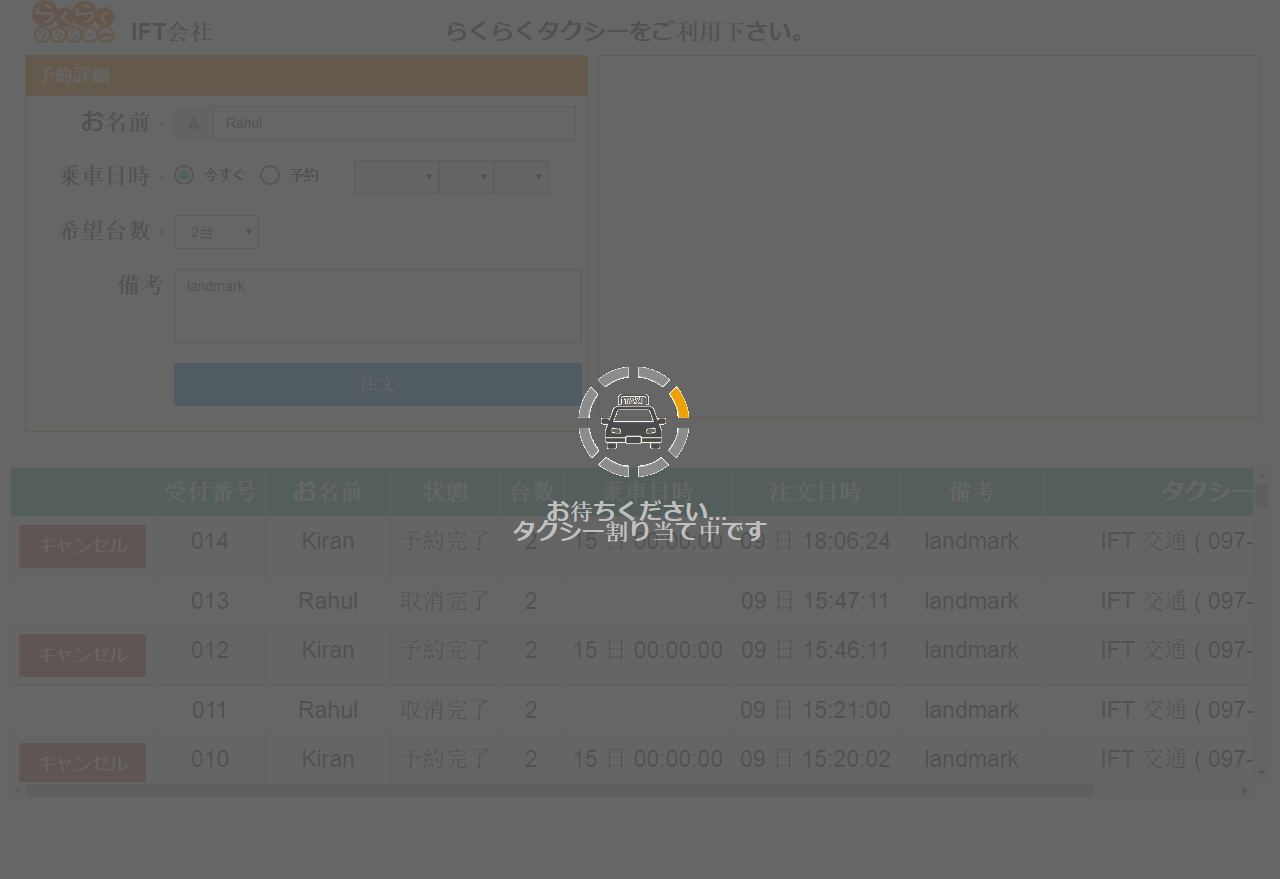 らくらく
タクシー
IFT会社
らくらくタクシーをご利用下さい。
予約詳細
お名前
Rahul
乗車日時
今すぐ
予約
希望台数
2台
備考
landmark
注文
TAXI
受付番号 お名前 状態 台数 乗車日時 注文日時 備考 タクシー
お待ちください...
タクシー割り当て中です
キャンセル 014 Kiran 予約完了 2 15 日 00:00:00 09 日 18:06:24 landmark IFT 交通 ( 097-
013 Rahul 取消完了 2 09 日 15:47:11 landmark IFT 交通 ( 097-
キャンセル 012 Kiran 予約完了 2 15 日 00:00:00 09 日 15:46:11 landmark IFT 交通 ( 097-
011 Rahul 取消完了 2 09 日 15:21:00 landmark IFT 交通 ( 097-
キャンセル 010 Kiran 予約完了 2 15 日 00:00:00 09 日 15:20:02 landmark IFT 交通 ( 097-